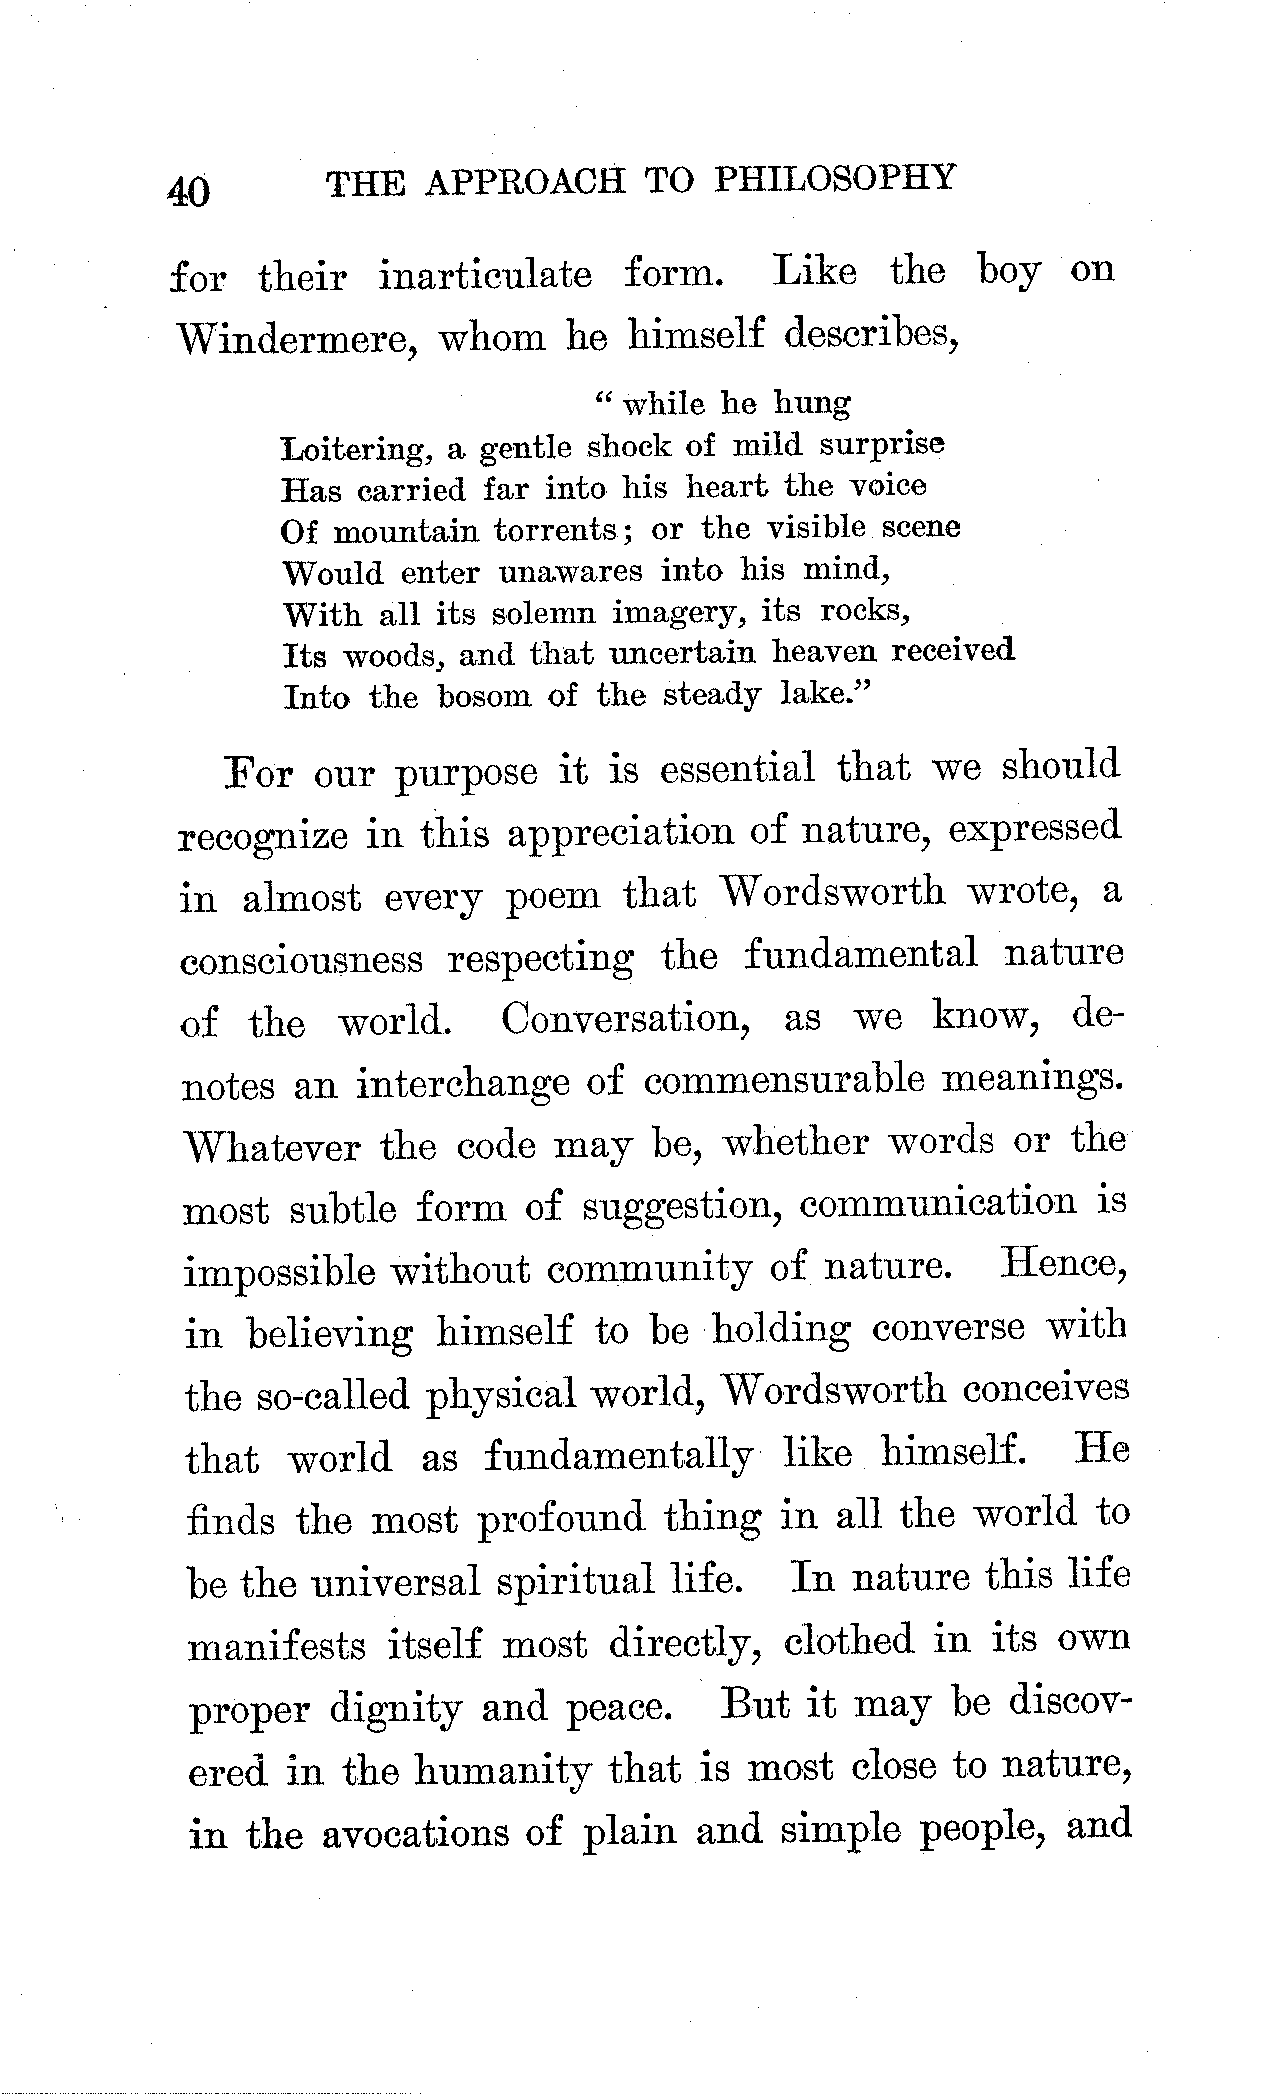 40 THE APPROACH TO PHILOSOPHY
for their inarticulate form. Like the boy on
Windermere, whom he himself describes,
“ while he hung
Loitering, a gentle shock of mild surprise
Has carried far into his heart the voice
Of mountain torrents; or the visible scene
Would enter unawares into his mind,
With all its solemn imagery, its rocks,
Its woods, and that uncertain heaven received
Into the bosom of the steady lake.”
For our purpose it is essential that we should
recognize in this appreciation of nature, expressed
in almost every poem that Wordsworth wrote, a
consciousness respecting the fundamental nature
of the world. Conversation, as we know, de-
notes an interchange of commensurable meanings.
Whatever the code may be, whether words or the
most subtle form of suggestion, communication is
impossible without community of nature. Hence,
in believing himself to be holding converse with
the so-called physical world, Wordsworth conceives
that world as fundamentally like himself. He
finds the most profound thing in all the world to
be the universal spiritual life. In nature this life
manifests itself most directly, clothed in its own
proper dignity and peace. But it may be discov-
ered in the humanity that is most close to nature,
in the avocations of plain and simple people, and